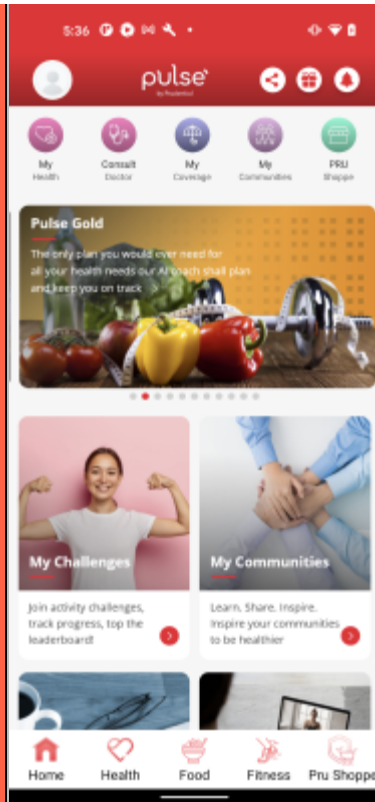 5:36
pulse
by Prudential
My Health
Consult Doctor
My Coverage
My Communities
PRU Shoppe
Pulse Gold
The only plan you would ever need for
all your health needs our AI coach shall plan
and keep you on track
My Challenges
Join activity challenges,
track progress, top the
leaderboard!
My Communities
Learn. Share. Inspire.
Inspire your communities
to be healthier
Home
Health
Food
Fitness
Pru Shoppe